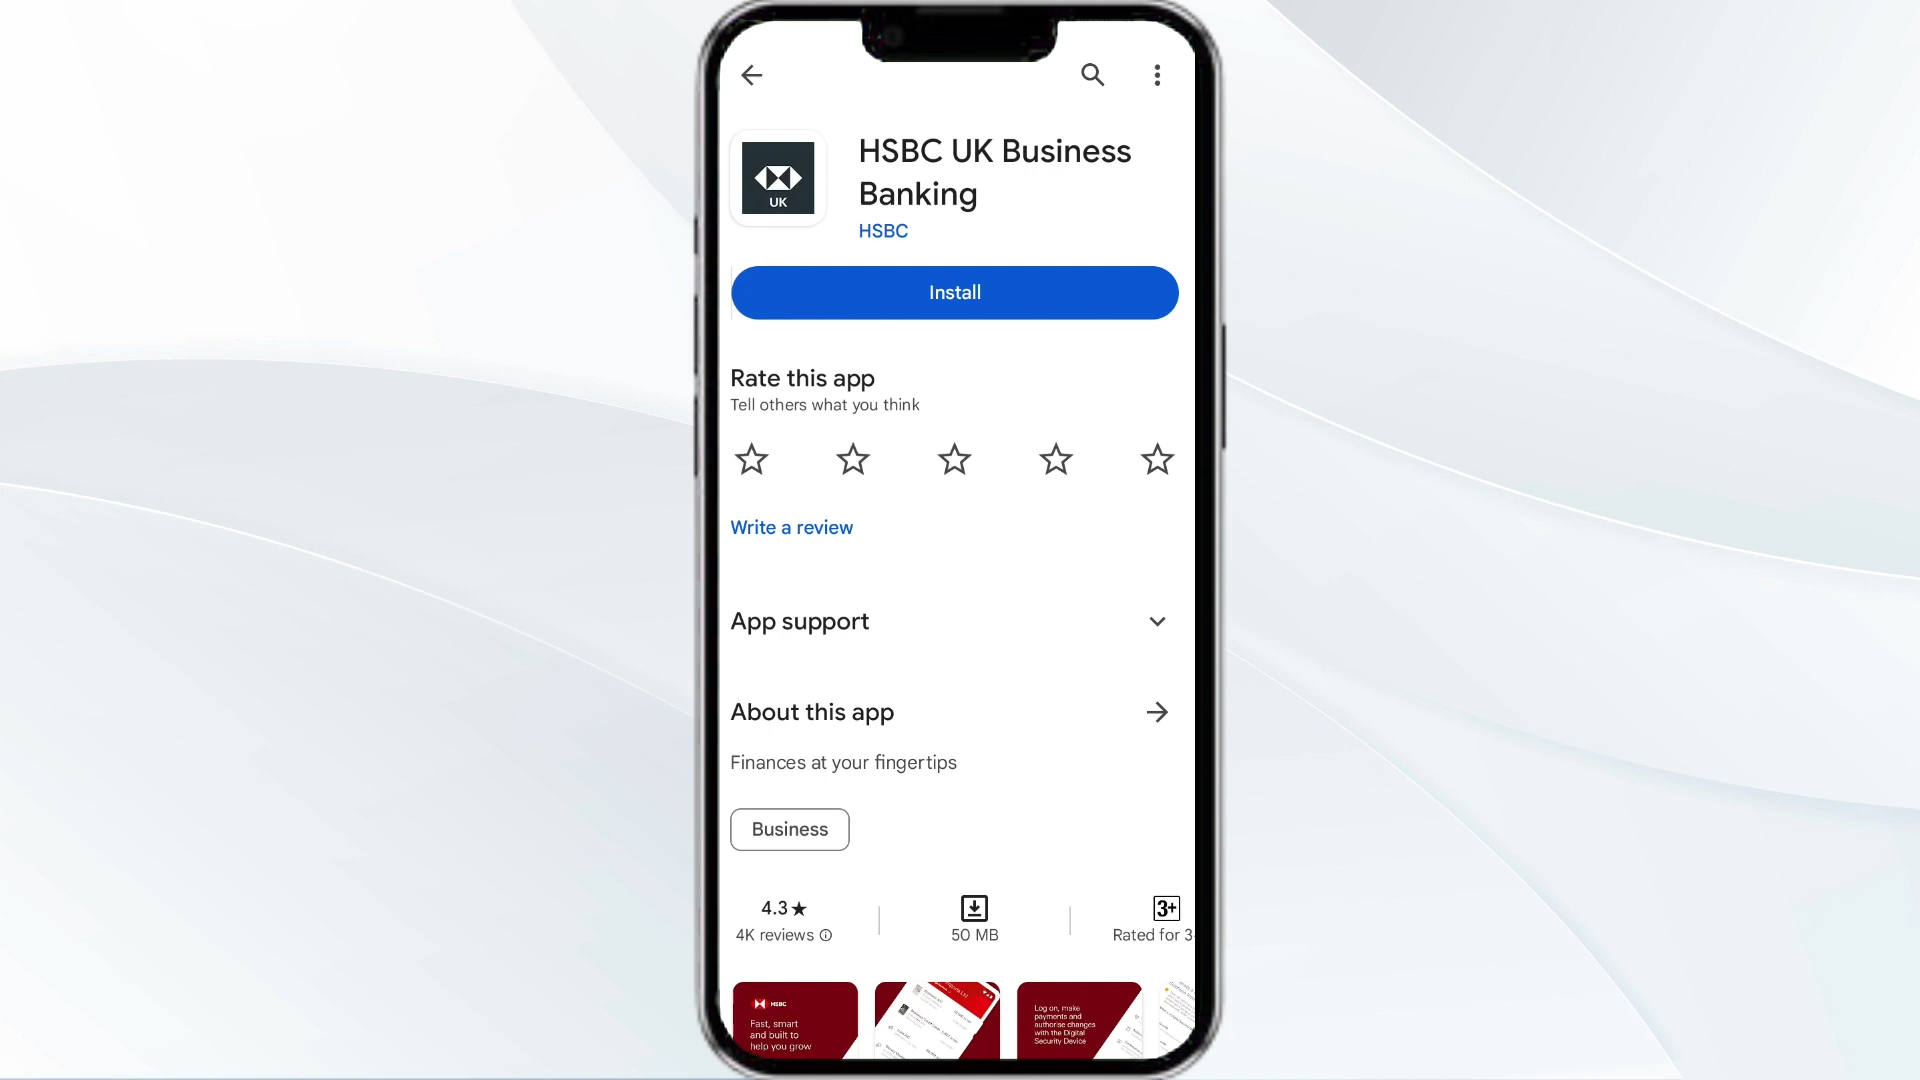 HSBC UK Business
Banking
UK
HSBC
Install
Rate this app
Tell others what you think
Write a review
App support
About this app
Finances at your fingertips
Business
4.3★
4K reviews
50 MB
3+
Rated for 3
HSBC
Fast, smart
and built to
help you grow
Log on, make
payments and
authorise changes
with the Digital
Security Device